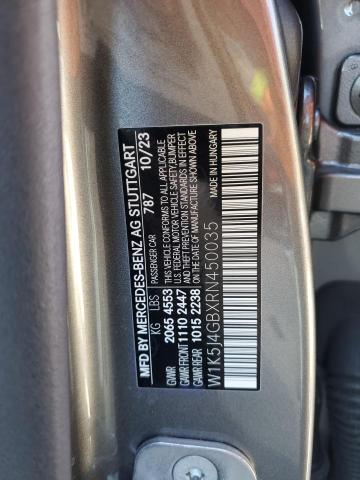 MFD BY MERCEDES-BENZ AG STUTTGART
787 10/23
PASSENGER CAR
KG LBS
THIS VEHICLE CONFORMS TO ALL APPLICABLE
U.S. FEDERAL MOTOR VEHICLE SAFETY, BUMPER
AND THEFT PREVENTION STANDARDS IN EFFECT
ON THE DATE OF MANUFACTURE SHOWN ABOVE
GVWR 2065 4553
GAWR FRONT 1110 2447
GAWR REAR 1015 2238
W1K5J4GBXRN450035
MADE IN HUNGARY